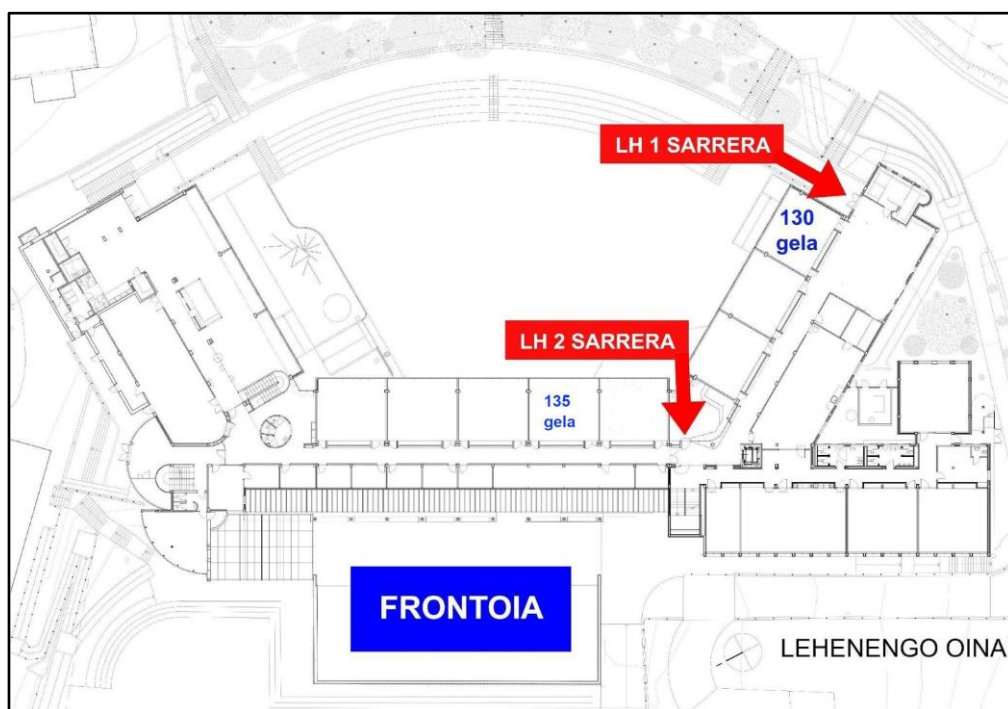 LH 1 SARRERA
130
gela
LH 2 SARRERA
135
gela
FRONTOIA
LEHENENGO OINA